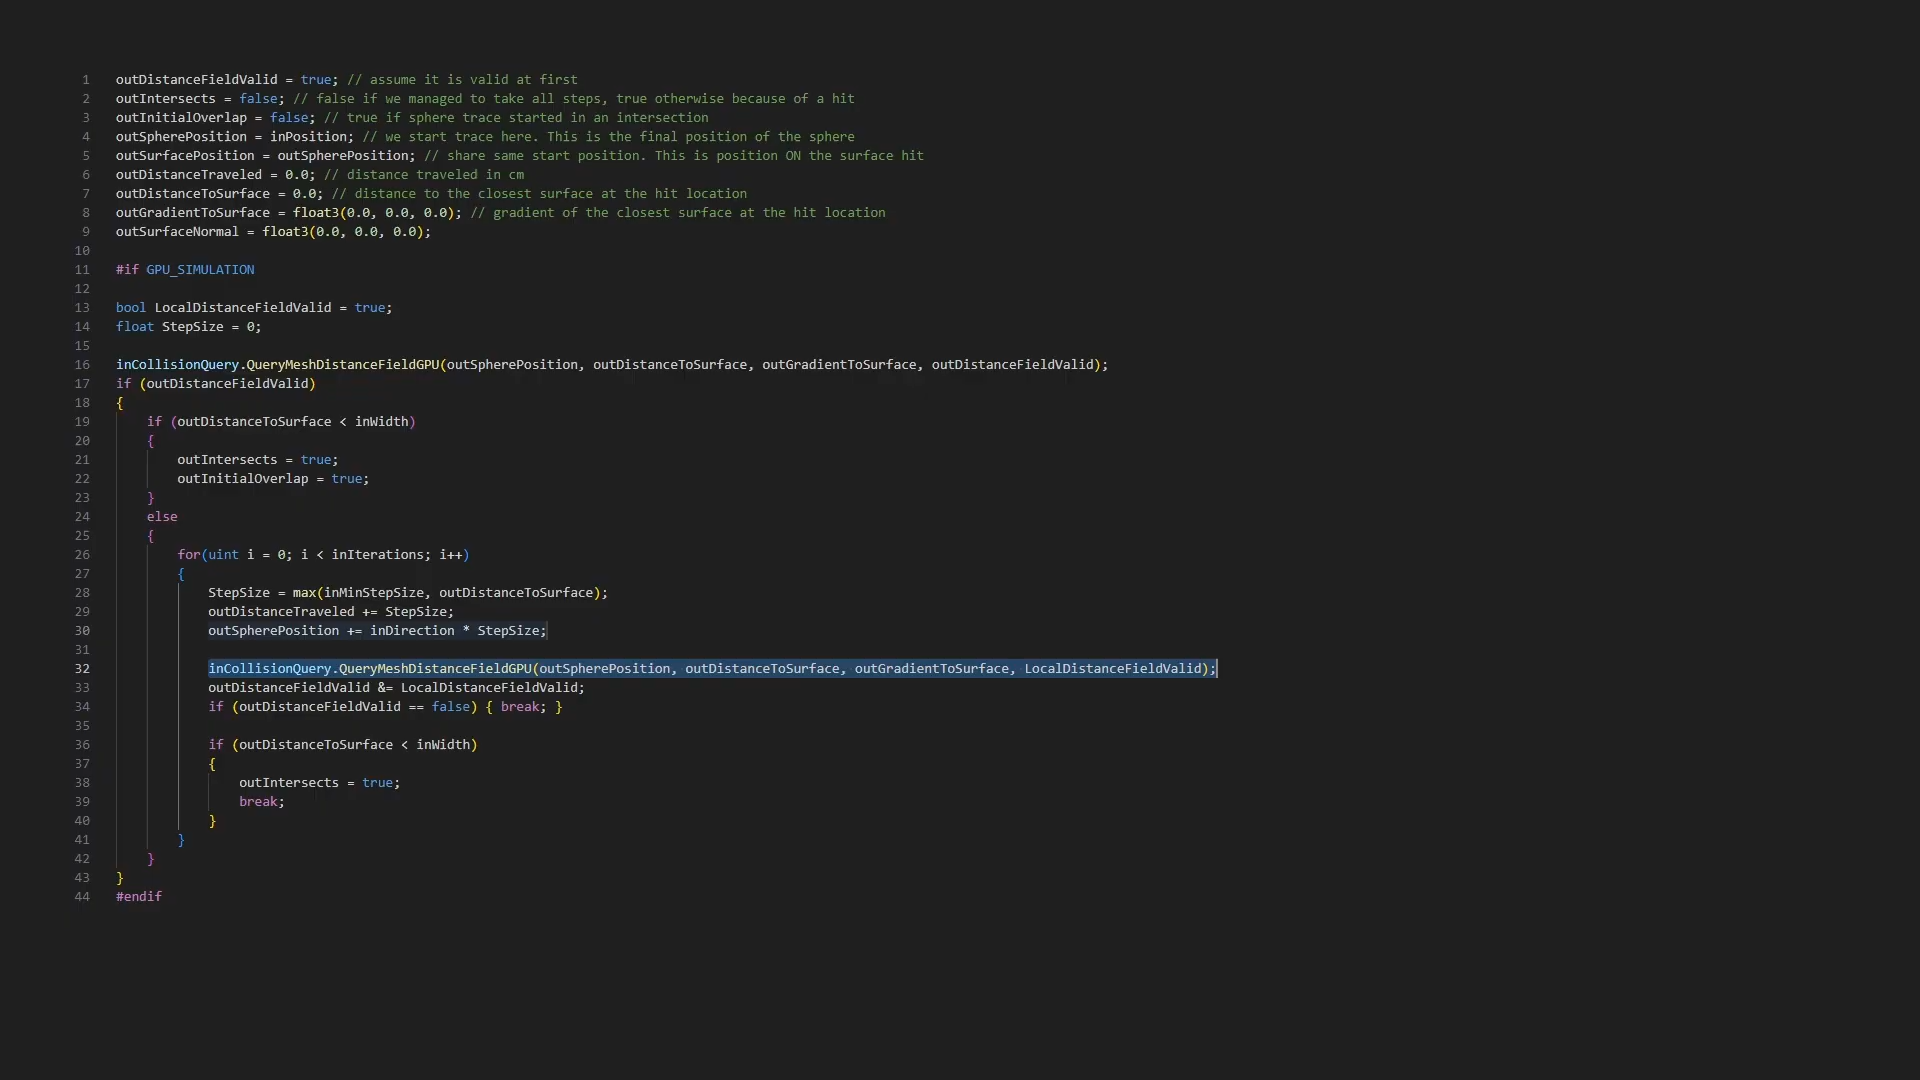 1 outDistanceFieldValid = true; // assume it is valid at first
2 outIntersects = false; // false if we managed to take all steps, true otherwise because of a hit
3 outInitialOverlap = false; // true if sphere trace started in an intersection
4 outSpherePosition = inPosition; // we start trace here. This is the final position of the sphere
5 outSurfacePosition = outSpherePosition; // share same start position. This is position ON the surface hit
6 outDistanceTraveled = 0.0; // distance traveled in cm
7 outDistanceToSurface = 0.0; // distance to the closest surface at the hit location
8 outGradientToSurface = float3(0.0, 0.0, 0.0); // gradient of the closest surface at the hit location
9 outSurfaceNormal = float3(0.0, 0.0, 0.0);
10
11 #if GPU_SIMULATION
12
13 bool LocalDistanceFieldValid = true;
14 float StepSize = 0;
15
16 inCollisionQuery.QueryMeshDistanceFieldGPU(outSpherePosition, outDistanceToSurface, outGradientToSurface, outDistanceFieldValid);
17 if (outDistanceFieldValid)
18 {
19     if (outDistanceToSurface < inWidth)
20     {
21         outIntersects = true;
22         outInitialOverlap = true;
23     }
24     else
25     {
26         for(uint i = 0; i < inIterations; i++)
27         {
28             StepSize = max(inMinStepSize, outDistanceToSurface);
29             outDistanceTraveled += StepSize;
30             outSpherePosition += inDirection * StepSize;
31
32             inCollisionQuery.QueryMeshDistanceFieldGPU(outSpherePosition, outDistanceToSurface, outGradientToSurface, LocalDistanceFieldValid);
33             outDistanceFieldValid &= LocalDistanceFieldValid;
34             if (outDistanceFieldValid == false) { break; }
35
36             if (outDistanceToSurface < inWidth)
37             {
38                 outIntersects = true;
39                 break;
40             }
41         }
42     }
43 }
44 #endif